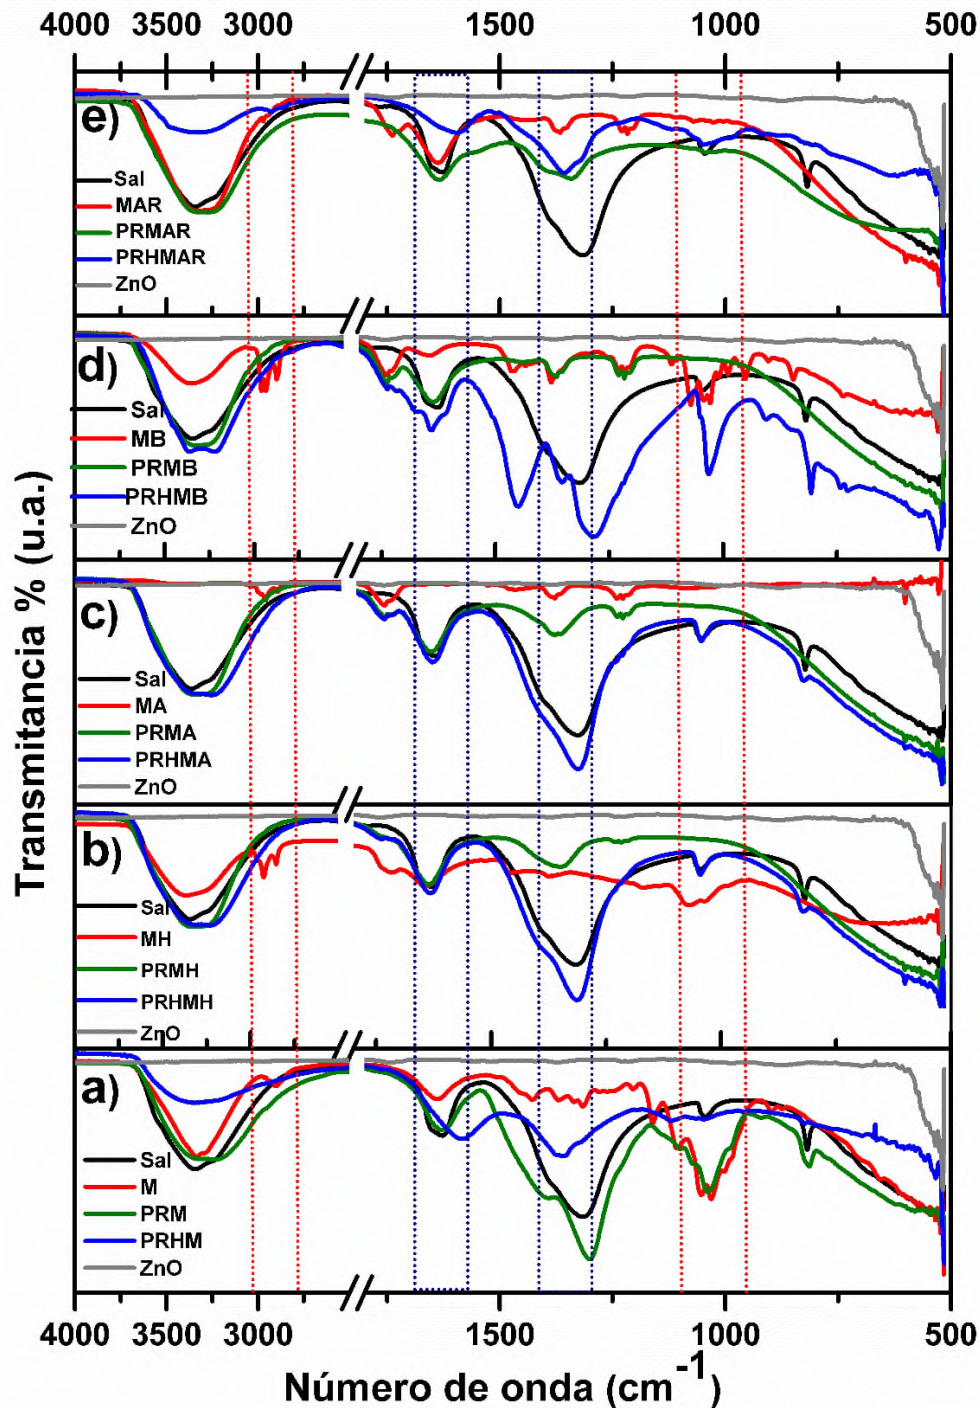 4000 3500 3000 1500 1000 500
e)
Sal
MAR
PRMAR
PRHMAR
ZnO
d)
Sal
MB
PRMB
PRHMB
ZnO
c)
Sal
MA
PRMA
PRHMA
ZnO
b)
Sal
MH
PRMH
PRHMH
ZnO
a)
Sal
M
PRM
PRHM
ZnO
Transmitancia % (u.a.)
4000 3500 3000 1500 1000 500
Número de onda (cm⁻¹)